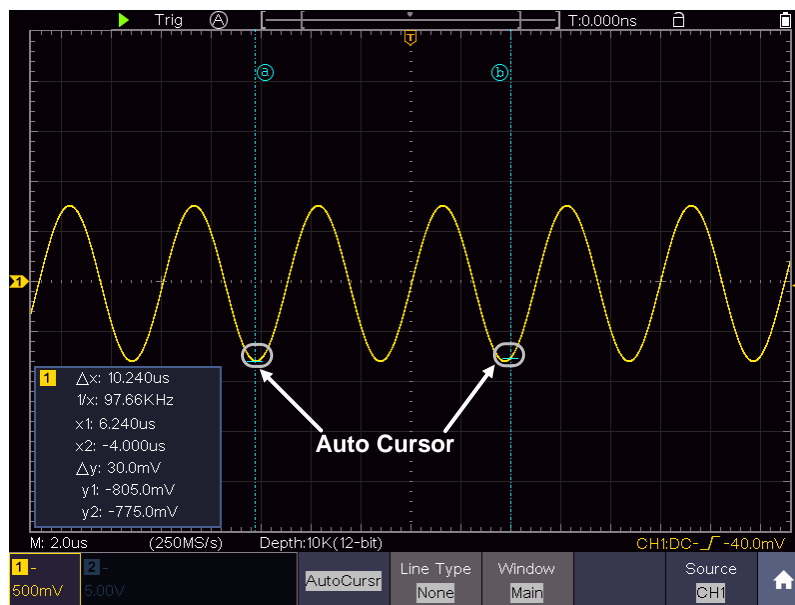 Trig A T:0.000ns
T
a b
1
1 △x: 10.240us
1/x: 97.66KHz
x1: 6.240us
x2: -4.000us
△y: 30.0mV
y1: -805.0mV
y2: -775.0mV
Auto Cursor
M: 2.0us (250MS/s) Depth:10K(12-bit) CH1:DC- -40.0mV
1 - 2 - AutoCursr Line Type Window Source
500mV 5.00V None Main CH1